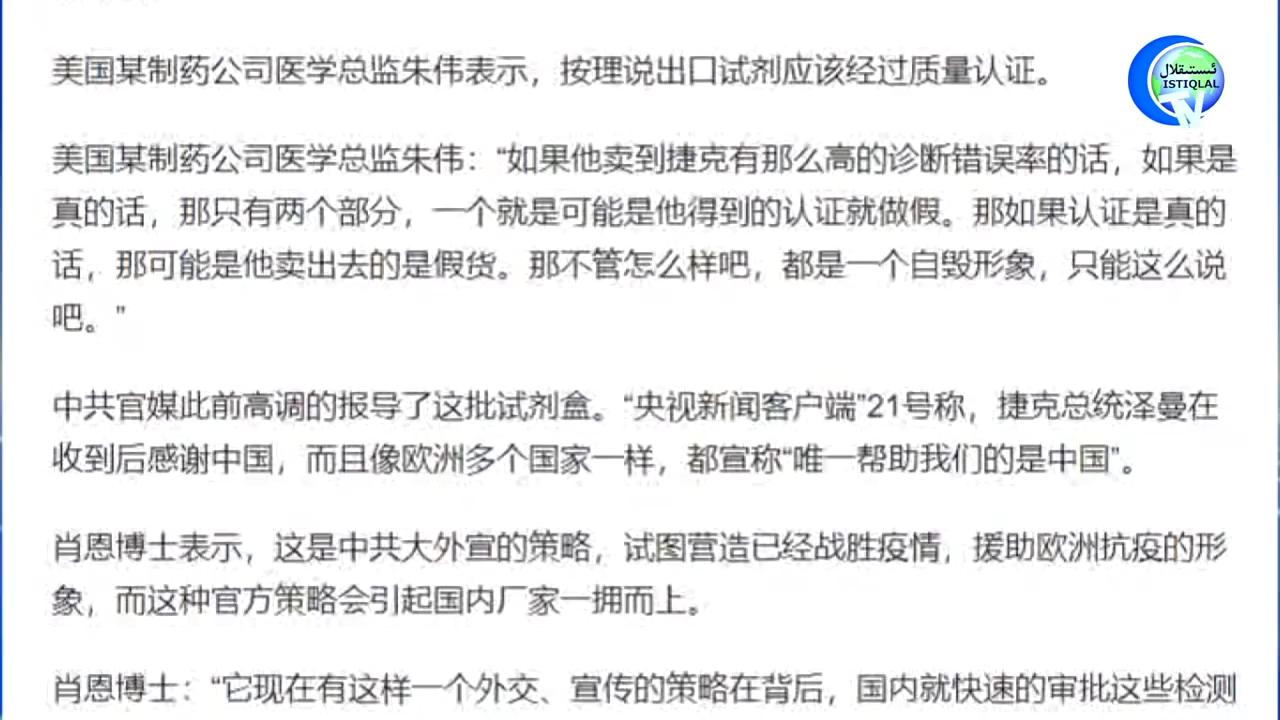 美国某制药公司医学总监朱伟表示，按理说出口试剂应该经过质量认证。
ئىستىقلال
ISTIQLAL
TV
美国某制药公司医学总监朱伟：“如果他卖到捷克有那么高的诊断错误率的话，如果是
真的话，那只有两个部分，一个就是可能是他得到的认证就做假。那如果认证是真的
话，那可能是他卖出去的是假货。那不管怎么样吧，都是一个自毁形象，只能这么说
吧。”
中共官媒此前高调的报导了这批试剂盒。“央视新闻客户端”21号称，捷克总统泽曼在
收到后感谢中国，而且像欧洲多个国家一样，都宣称“唯一帮助我们的是中国”。
肖恩博士表示，这是中共大外宣的策略，试图营造已经战胜疫情，援助欧洲抗疫的形
象，而这种官方策略会引起国内厂家一拥而上。
肖恩博士：“它现在有这样一个外交、宣传的策略在背后，国内就快速的审批这些检测